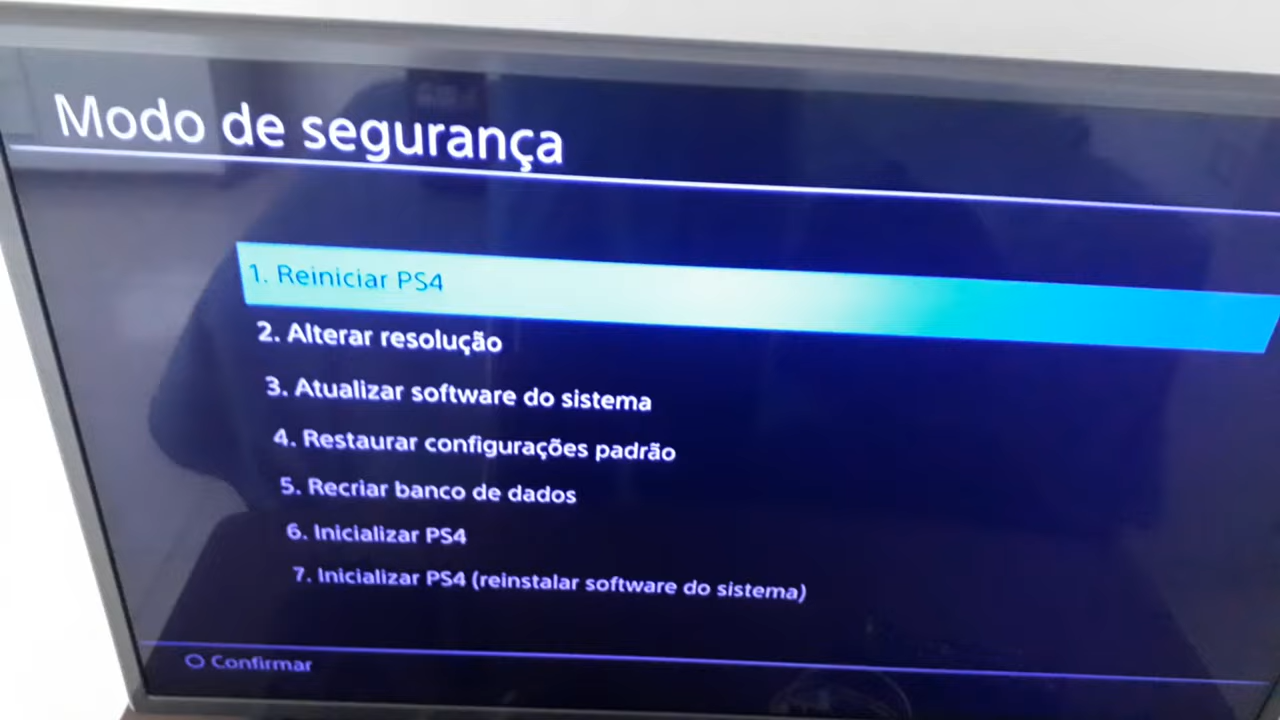 Modo de segurança
1. Reiniciar PS4
2. Alterar resolução
3. Atualizar software do sistema
4. Restaurar configurações padrão
5. Recriar banco de dados
6. Inicializar PS4
7. Inicializar PS4 (reinstalar software do sistema)
O Confirmar